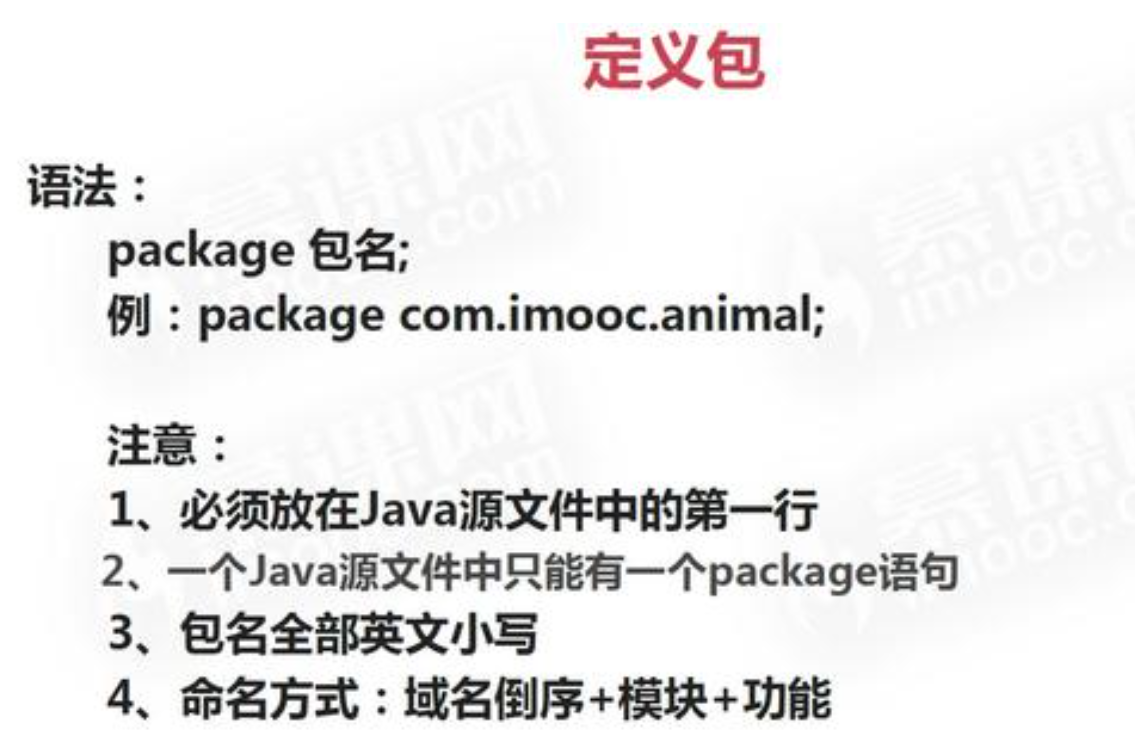 定义包
语法：
package 包名;
例：package com.imooc.animal;
注意：
1、必须放在Java源文件中的第一行
2、一个Java源文件中只能有一个package语句
3、包名全部英文小写
4、命名方式：域名倒序+模块+功能
慕课网
imooc.com